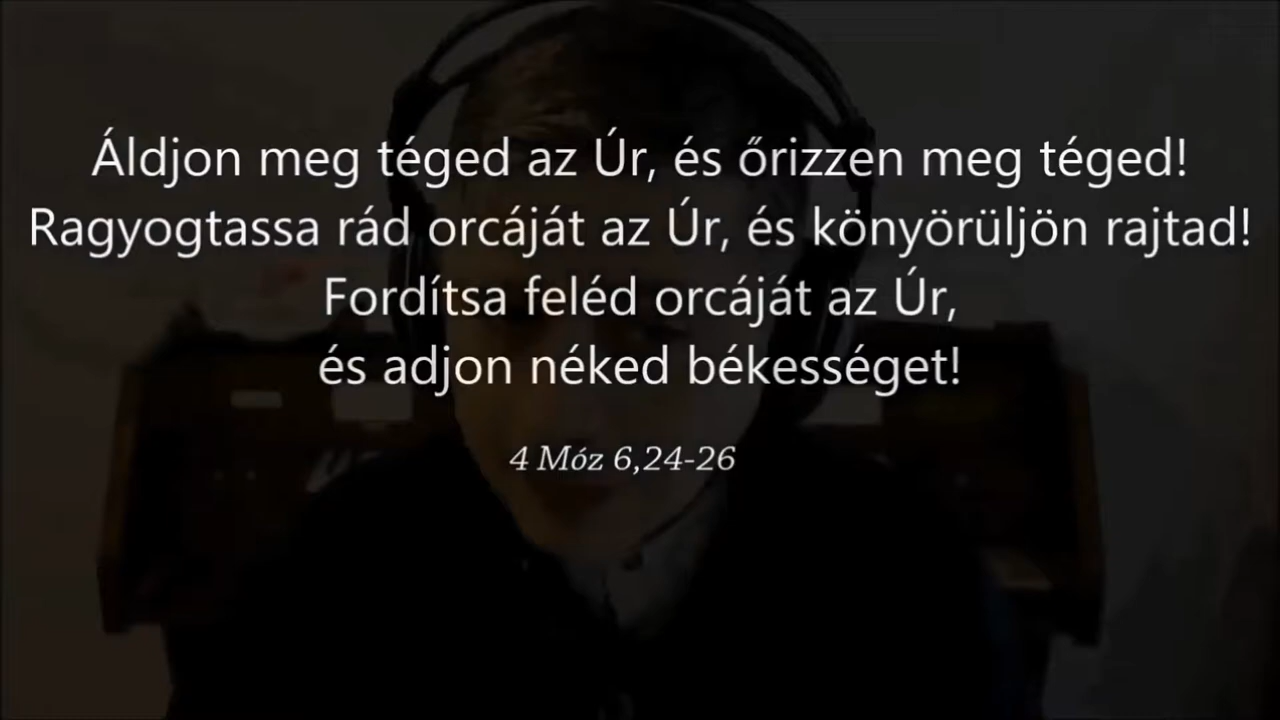 Áldjon meg téged az Úr, és őrizzen meg téged!
Ragyogtassa rád orcáját az Úr, és könyörüljön rajtad!
Fordítsa feléd orcáját az Úr,
és adjon néked békességet!
4 Móz 6,24-26